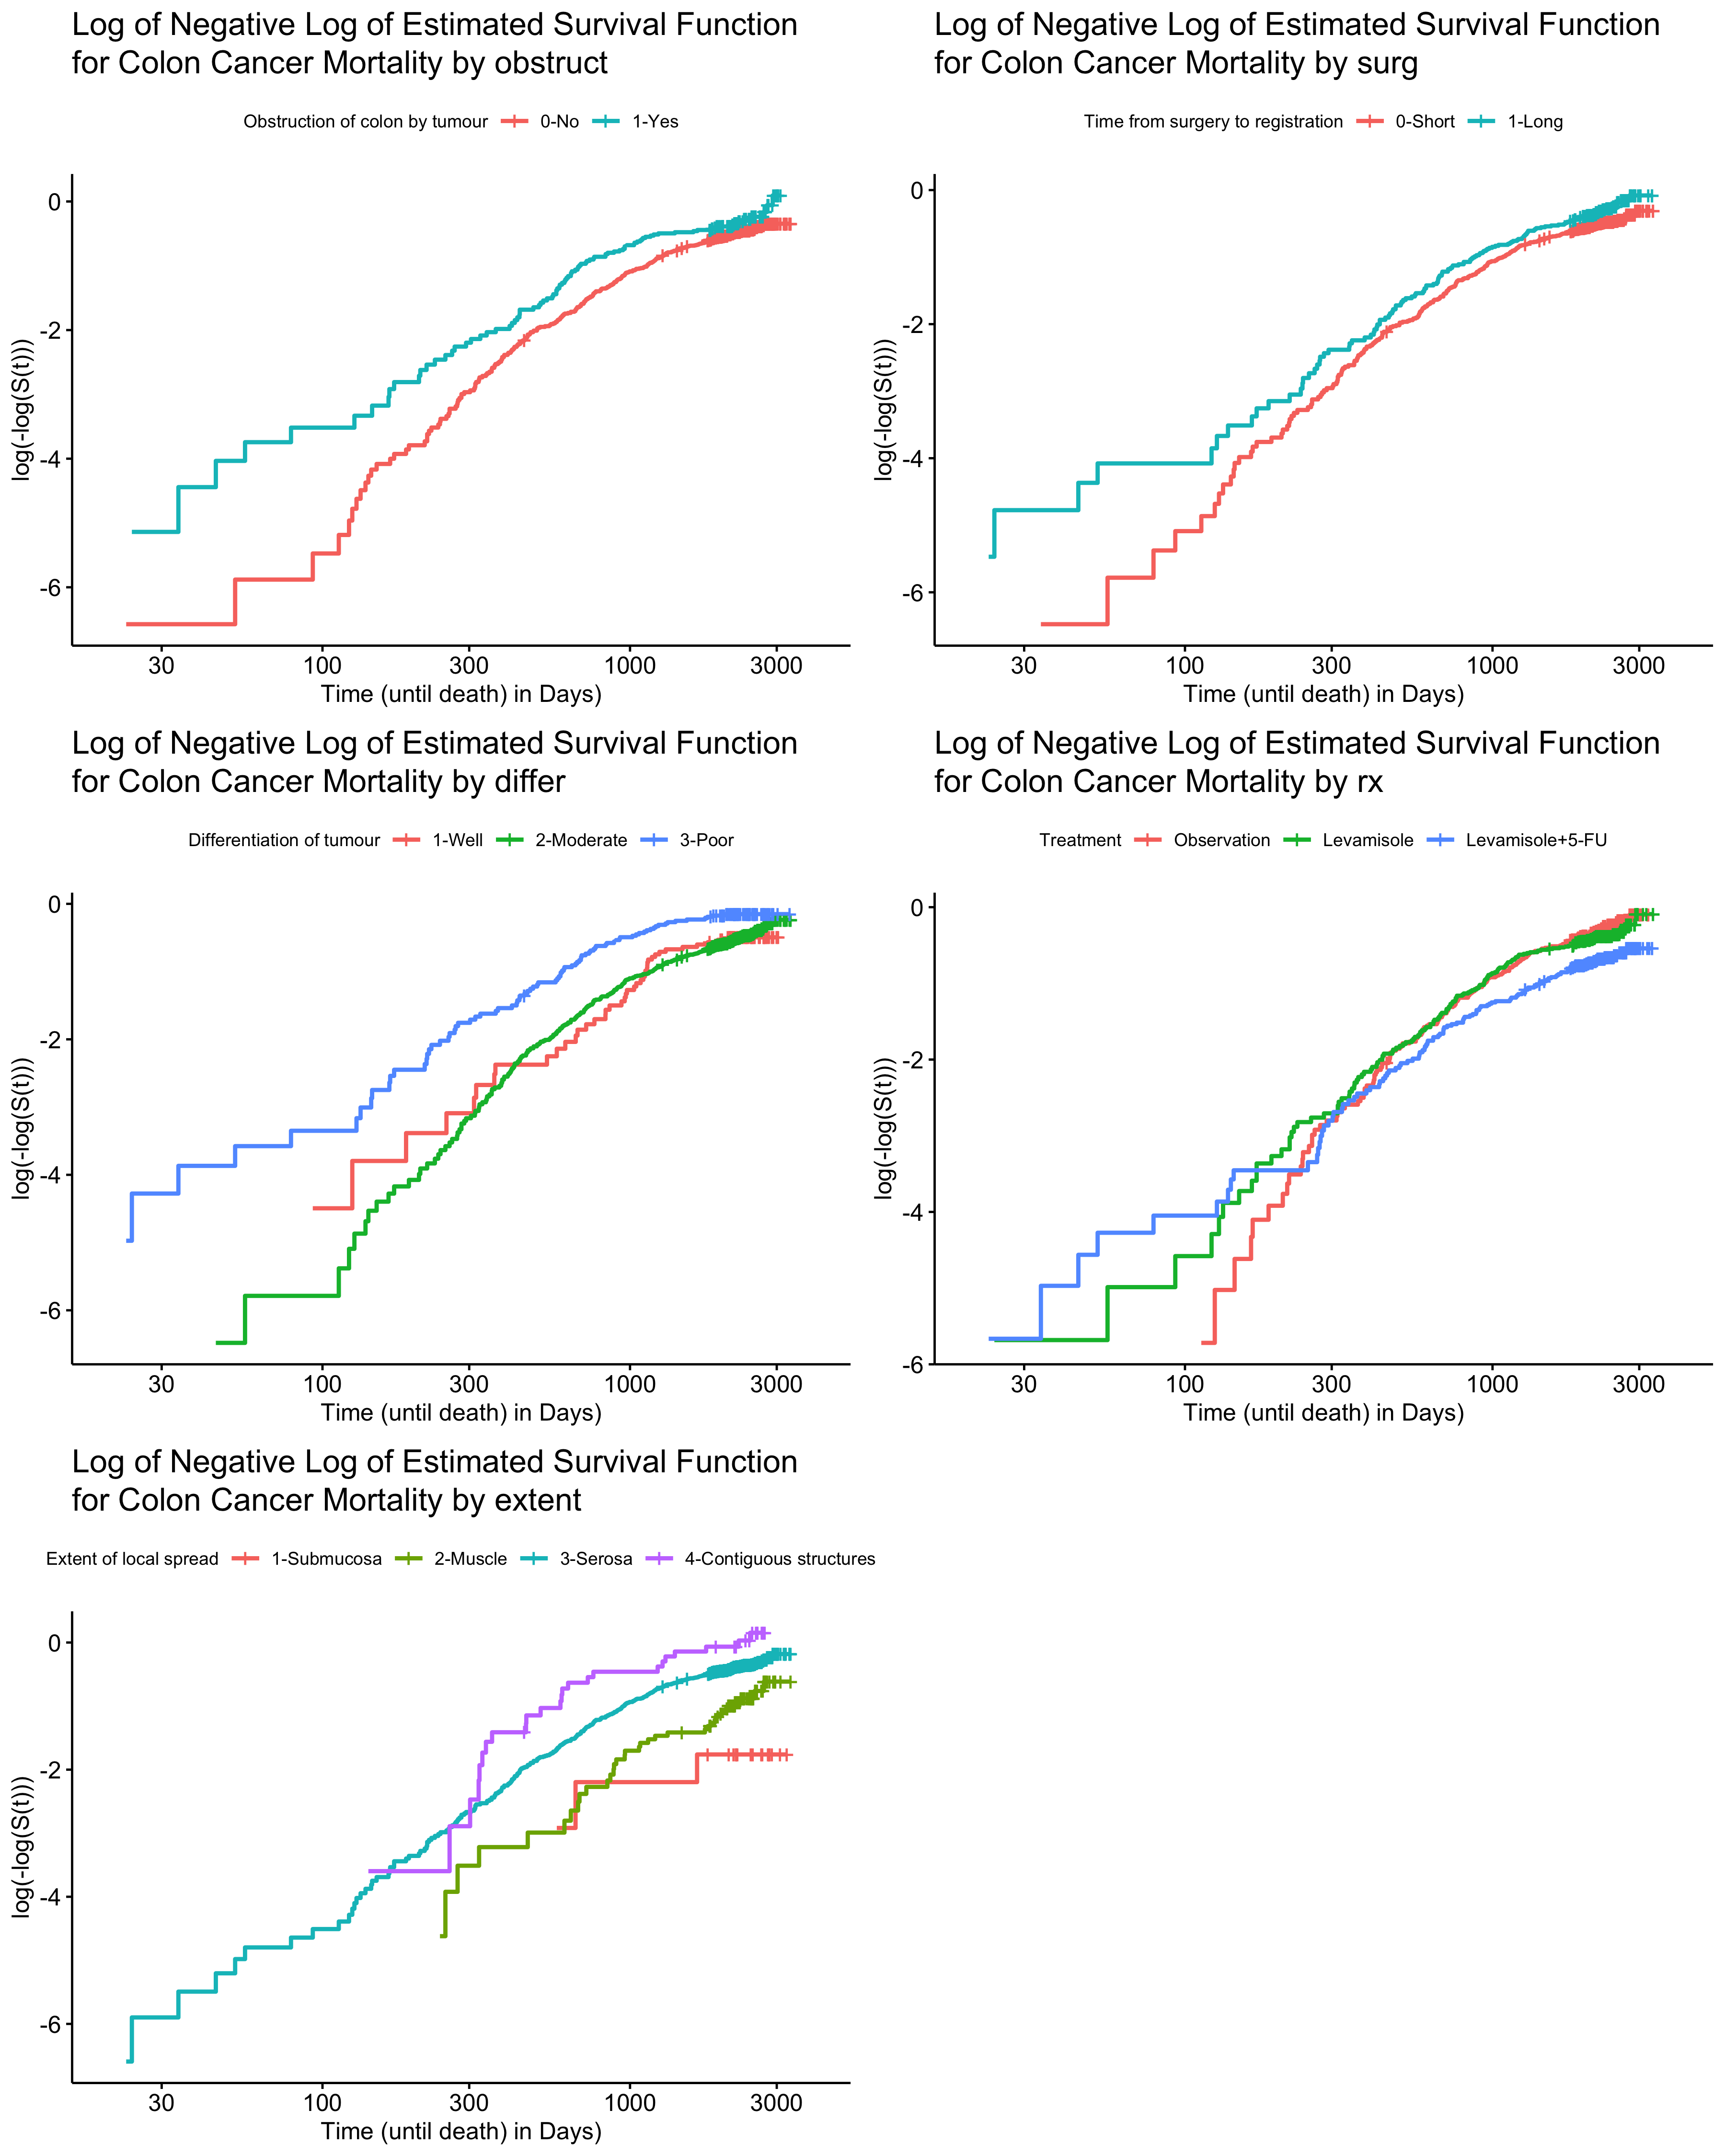 Log of Negative Log of Estimated Survival Function
for Colon Cancer Mortality by obstruct
Obstruction of colon by tumour 0-No 1-Yes
log(-log(S(t)))
0
-2
-4
-6
30 100 300 1000 3000
Time (until death) in Days)
Log of Negative Log of Estimated Survival Function
for Colon Cancer Mortality by surg
Time from surgery to registration 0-Short 1-Long
log(-log(S(t)))
0
-2
-4
-6
30 100 300 1000 3000
Time (until death) in Days)
Log of Negative Log of Estimated Survival Function
for Colon Cancer Mortality by differ
Differentiation of tumour 1-Well 2-Moderate 3-Poor
log(-log(S(t)))
0
-2
-4
-6
30 100 300 1000 3000
Time (until death) in Days)
Log of Negative Log of Estimated Survival Function
for Colon Cancer Mortality by rx
Treatment Observation Levamisole Levamisole+5-FU
log(-log(S(t)))
0
-2
-4
-6
30 100 300 1000 3000
Time (until death) in Days)
Log of Negative Log of Estimated Survival Function
for Colon Cancer Mortality by extent
Extent of local spread 1-Submucosa 2-Muscle 3-Serosa 4-Contiguous structures
log(-log(S(t)))
0
-2
-4
-6
30 100 300 1000 3000
Time (until death) in Days)